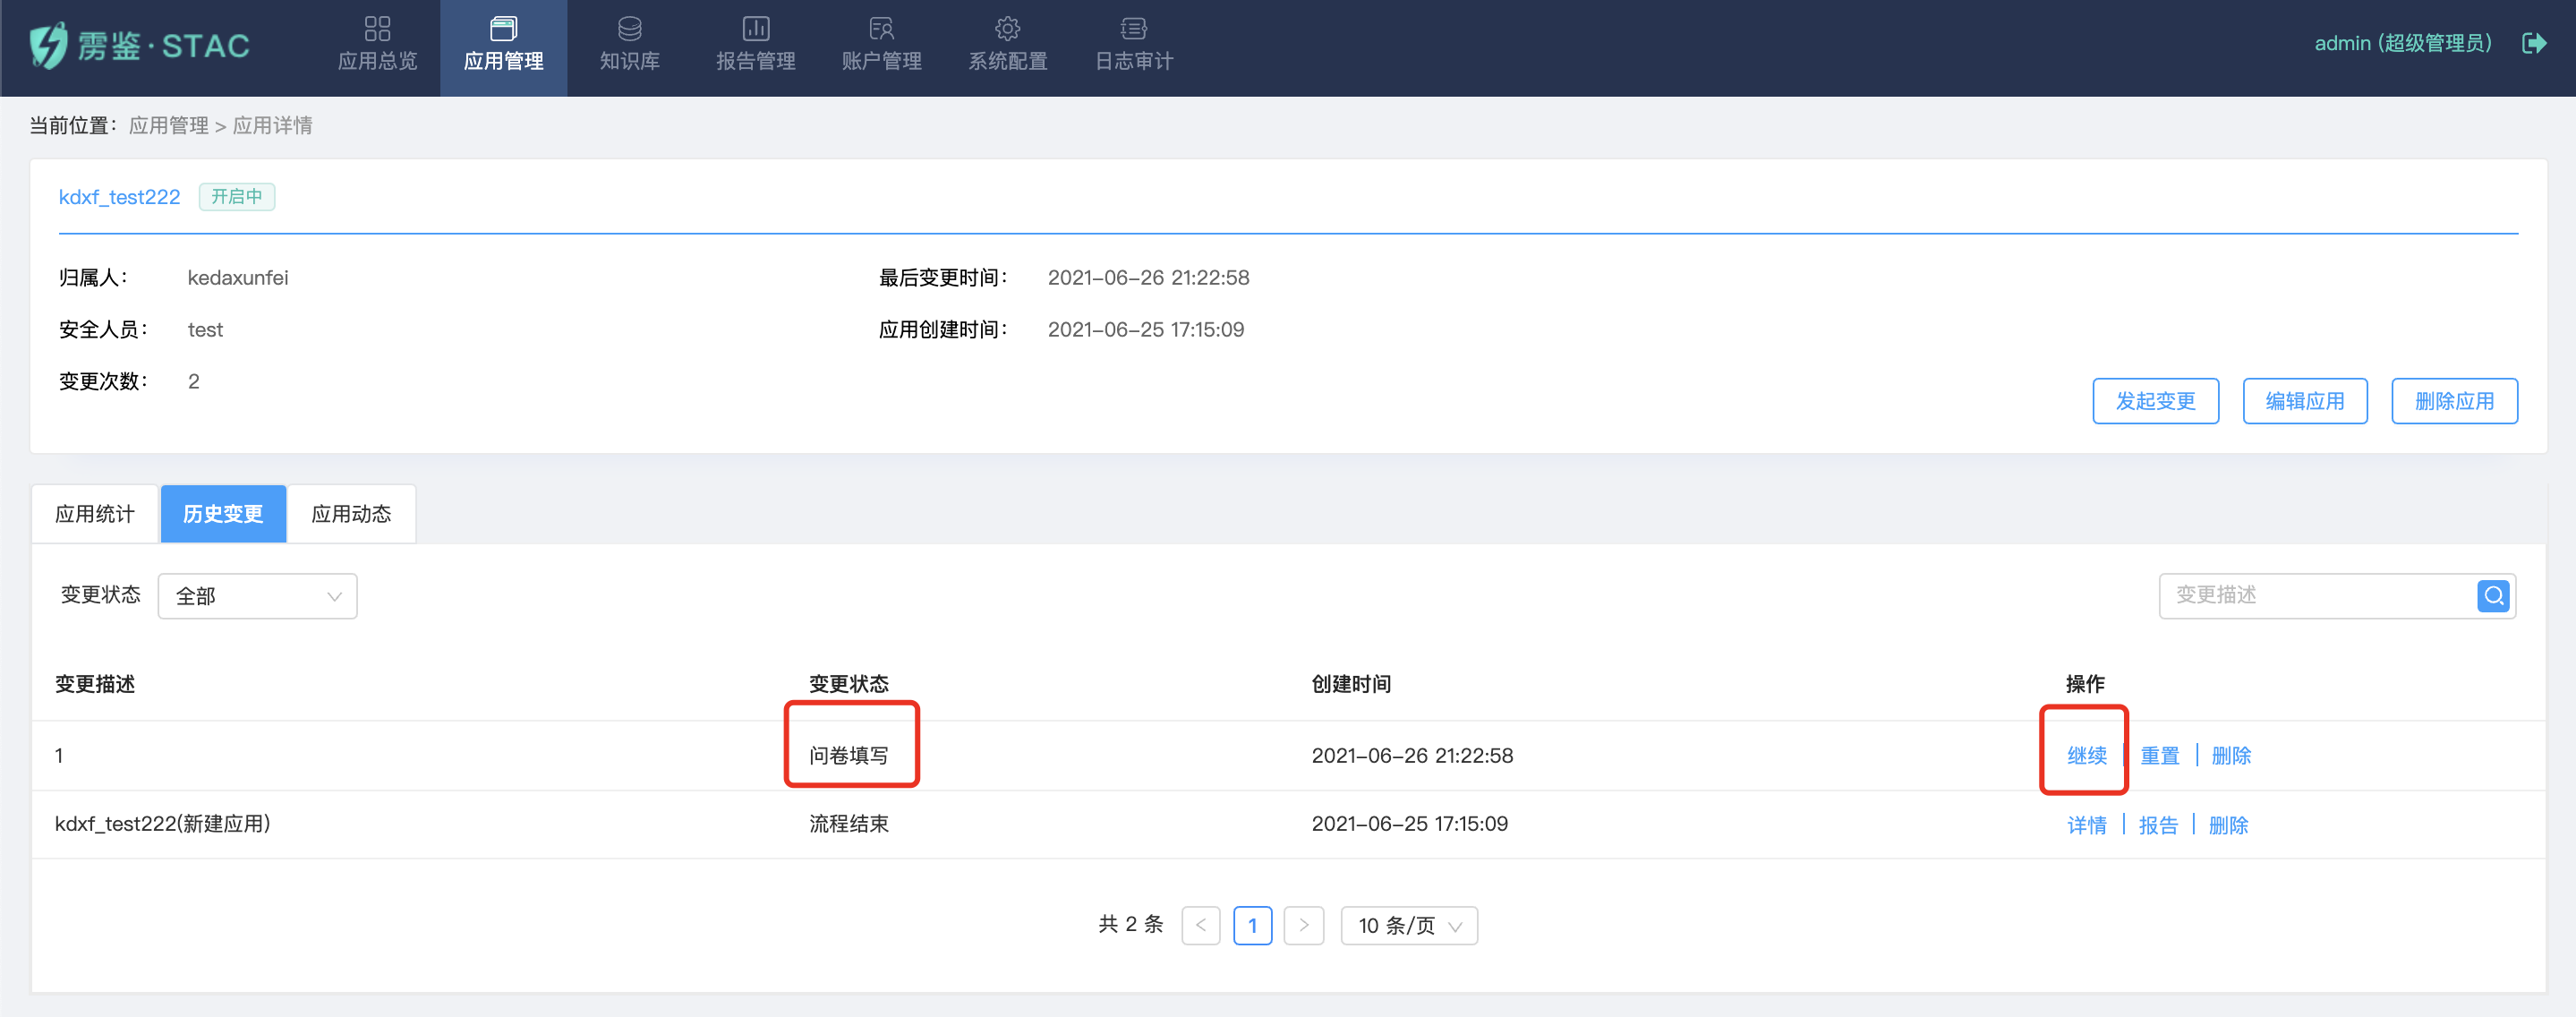 雳鉴·STAC
应用总览 应用管理 知识库 报告管理 账户管理 系统配置 日志审计
admin (超级管理员)
当前位置： 应用管理 > 应用详情
kdxf_test222 开启中
归属人： kedaxunfei 最后变更时间： 2021-06-26 21:22:58
安全人员： test 应用创建时间： 2021-06-25 17:15:09
变更次数： 2
发起变更 编辑应用 删除应用
应用统计 历史变更 应用动态
变更状态 全部 变更描述
变更描述 变更状态 创建时间 操作
1 问卷填写 2021-06-26 21:22:58 继续 | 重置 | 删除
kdxf_test222(新建应用) 流程结束 2021-06-25 17:15:09 详情 | 报告 | 删除
共 2 条 < 1 > 10 条/页